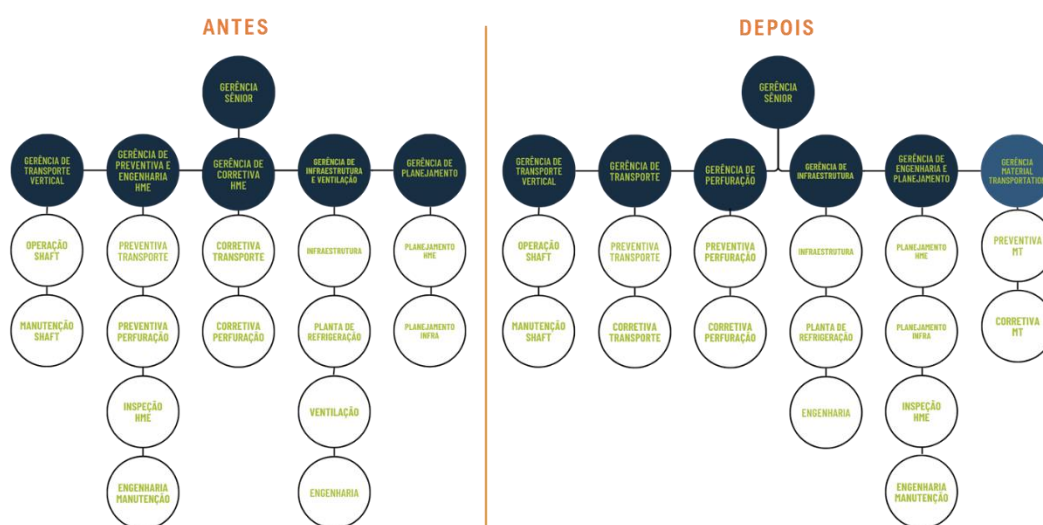 ANTES
GERÊNCIA
SÊNIOR
GERÊNCIA DE
TRANSPORTE
VERTICAL
GERÊNCIA DE
PREVENTIVA E
ENGENHARIA
HME
GERÊNCIA DE
CORRETIVA
HME
GERÊNCIA DE
INFRAESTRUTURA
E VENTILAÇÃO
GERÊNCIA DE
PLANEJAMENTO
OPERAÇÃO
SHAFT
PREVENTIVA
TRANSPORTE
CORRETIVA
TRANSPORTE
INFRAESTRUTURA
PLANEJAMENTO
HME
MANUTENÇÃO
SHAFT
PREVENTIVA
PERFURAÇÃO
CORRETIVA
PERFURAÇÃO
PLANTA DE
REFRIGERAÇÃO
PLANEJAMENTO
INFRA
INSPEÇÃO
HME
VENTILAÇÃO
ENGENHARIA
MANUTENÇÃO
ENGENHARIA
DEPOIS
GERÊNCIA
SÊNIOR
GERÊNCIA DE
TRANSPORTE
VERTICAL
GERÊNCIA DE
TRANSPORTE
GERÊNCIA DE
PERFURAÇÃO
GERÊNCIA DE
INFRAESTRUTURA
GERÊNCIA DE
ENGENHARIA E
PLANEJAMENTO
GERÊNCIA
MATERIAL
TRANSPORTATION
OPERAÇÃO
SHAFT
PREVENTIVA
TRANSPORTE
PREVENTIVA
PERFURAÇÃO
INFRAESTRUTURA
PLANEJAMENTO
HME
PREVENTIVA
MT
MANUTENÇÃO
SHAFT
CORRETIVA
TRANSPORTE
CORRETIVA
PERFURAÇÃO
PLANTA DE
REFRIGERAÇÃO
PLANEJAMENTO
INFRA
CORRETIVA
MT
ENGENHARIA
INSPEÇÃO
HME
ENGENHARIA
MANUTENÇÃO